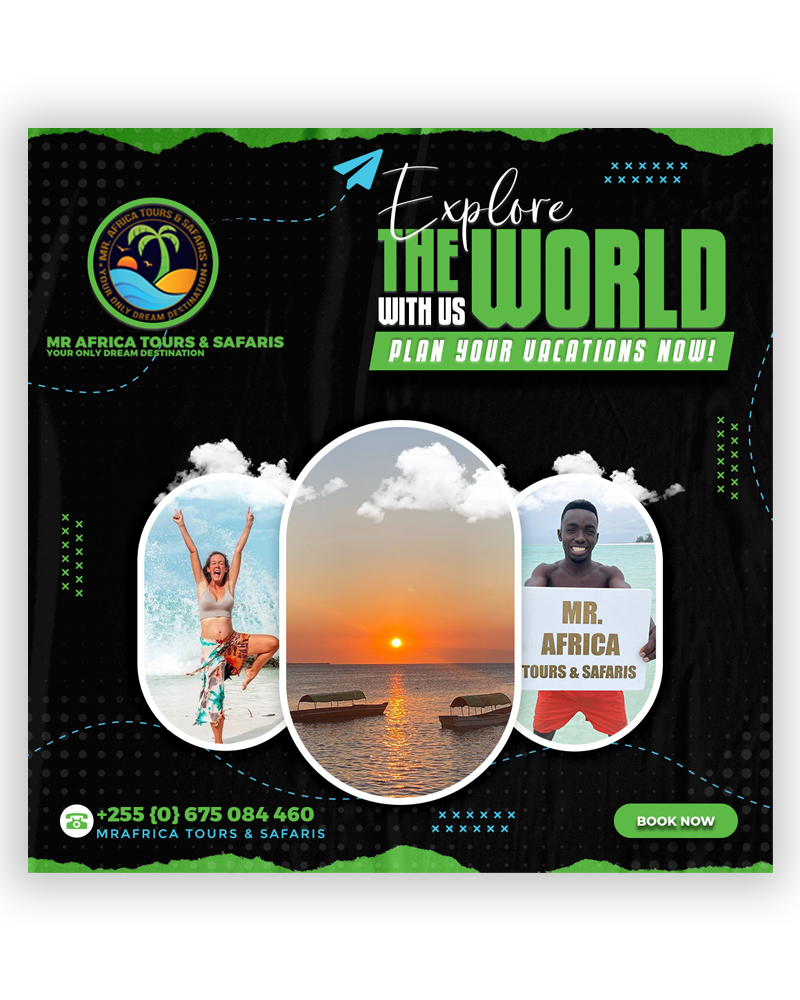 MR. AFRICA TOURS & SAFARIS
YOUR ONLY DREAM DESTINATION
MR AFRICA TOURS & SAFARIS
YOUR ONLY DREAM DESTINATION
Explore
THE WORLD
WITH US
PLAN YOUR VACATIONS NOW!
MR.
AFRICA
TOURS & SAFARIS
+255 {0} 675 084 460
MRAFRICA TOURS & SAFARIS
BOOK NOW